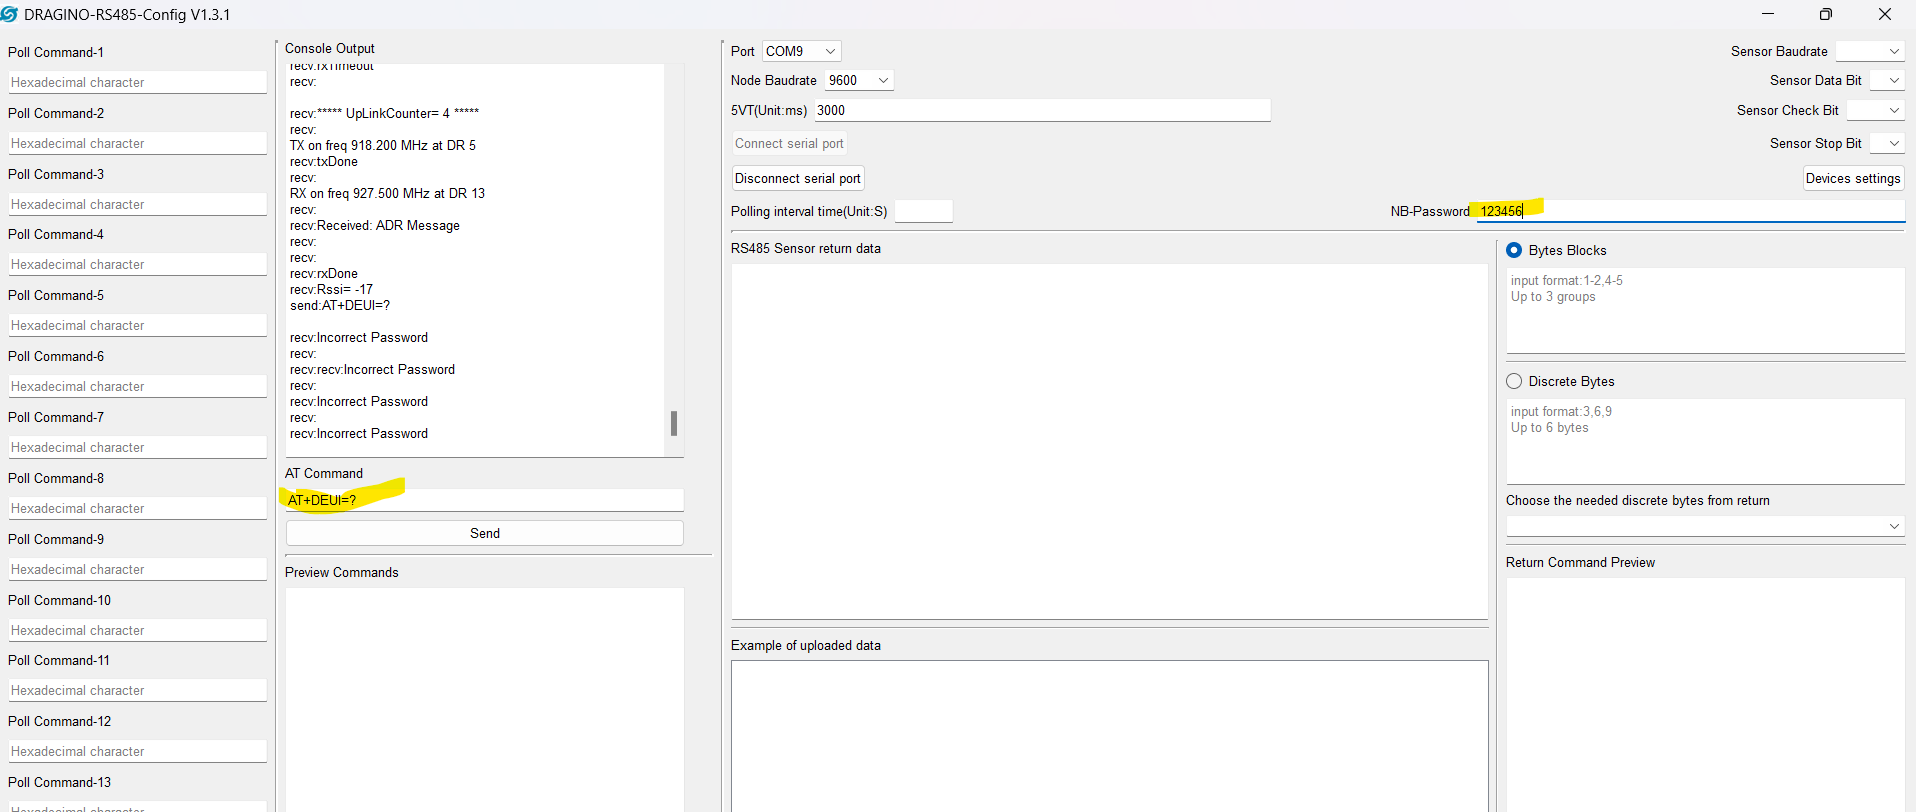 DRAGINO-RS485-Config V1.3.1
Poll Command-1
Hexadecimal character
Poll Command-2
Hexadecimal character
Poll Command-3
Hexadecimal character
Poll Command-4
Hexadecimal character
Poll Command-5
Hexadecimal character
Poll Command-6
Hexadecimal character
Poll Command-7
Hexadecimal character
Poll Command-8
Hexadecimal character
Poll Command-9
Hexadecimal character
Poll Command-10
Hexadecimal character
Poll Command-11
Hexadecimal character
Poll Command-12
Hexadecimal character
Poll Command-13
Hexadecimal character
Console Output
recv:rxTimeout
recv:
recv:***** UpLinkCounter= 4 *****
recv:
TX on freq 918.200 MHz at DR 5
recv:txDone
recv:
RX on freq 927.500 MHz at DR 13
recv:
recv:Received: ADR Message
recv:
recv:
recv:rxDone
recv:Rssi= -17
send:AT+DEUI=?
recv:Incorrect Password
recv:
recv:recv:Incorrect Password
recv:
recv:Incorrect Password
recv:
recv:Incorrect Password
AT Command
AT+DEUI=?
Send
Preview Commands
Port COM9
Node Baudrate 9600
5VT(Unit:ms) 3000
Connect serial port
Disconnect serial port
Polling interval time(Unit:S)
Sensor Baudrate
Sensor Data Bit
Sensor Check Bit
Sensor Stop Bit
Devices settings
NB-Password 123456
RS485 Sensor return data
Example of uploaded data
Bytes Blocks
input format:1-2,4-5
Up to 3 groups
Discrete Bytes
input format:3,6,9
Up to 6 bytes
Choose the needed discrete bytes from return
Return Command Preview